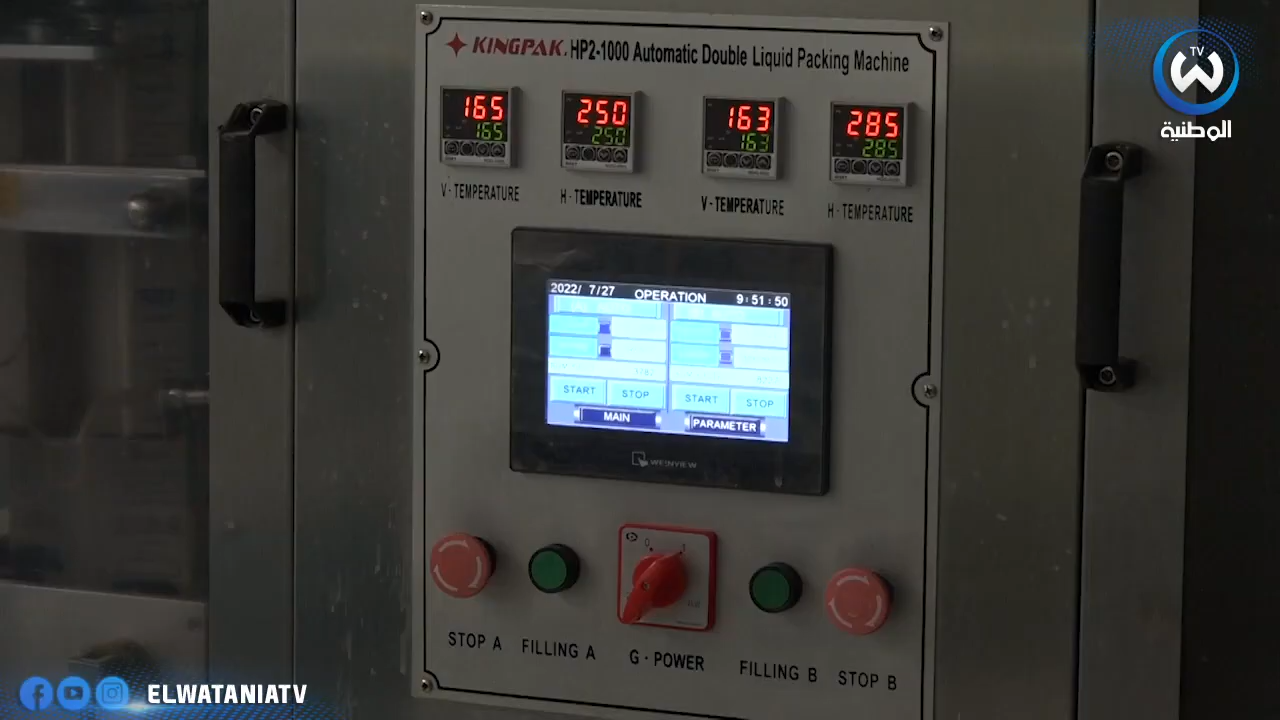 KINGPAK. HP2-1000 Automatic Double Liquid Packing Machine
TV
الوطنية
165 250 163 285
165 250 163 285
V-TEMPERATURE H-TEMPERATURE V-TEMPERATURE H-TEMPERATURE
2022/ 7/27 OPERATION 9:51:50
START STOP START STOP
MAIN PARAMETER
WEINVIEW
0
STOP A FILLING A G·POWER FILLING B STOP B
ELWATANIATV